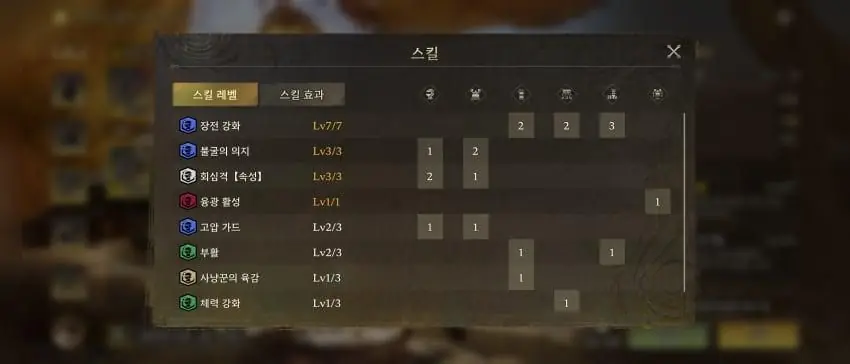 스킬
스킬 레벨 스킬 효과
장전 강화 Lv7/7 2 2 3
불굴의 의지 Lv3/3 1 2
회심격【속성】 Lv3/3 2 1
용광 활성 Lv1/1 1
고압 가드 Lv2/3 1 1
부활 Lv2/3 1 1
사냥꾼의 육감 Lv1/3 1
체력 강화 Lv1/3 1